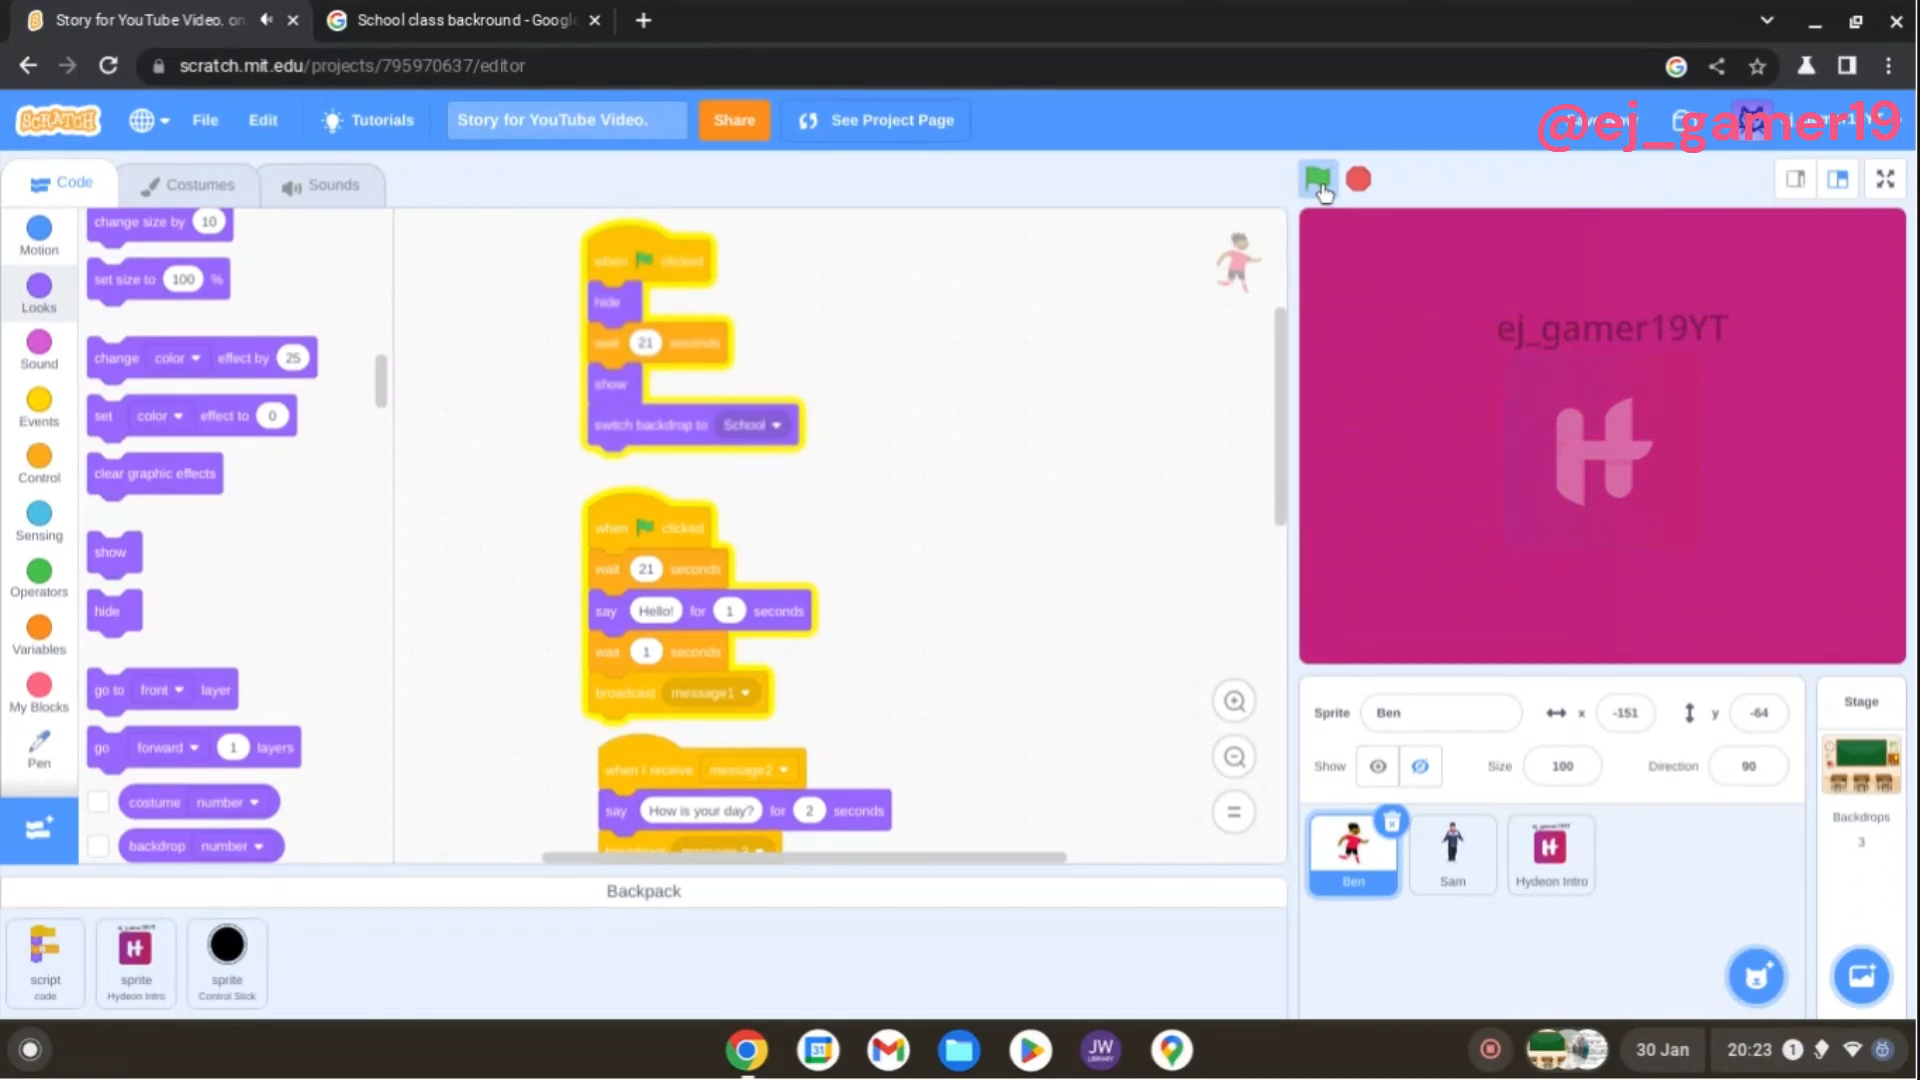 Story for YouTube Video. on
School class backround - Googl
scratch.mit.edu/projects/795970637/editor
SCRATCH
File
Edit
Tutorials
Story for YouTube Video.
Share
See Project Page
@ej_gamer19
Code
Costumes
Sounds
Motion
Looks
Sound
Events
Control
Sensing
Operators
Variables
My Blocks
Pen
change size by 10
set size to 100 %
change color effect by 25
set color effect to 0
clear graphic effects
show
hide
go to front layer
go forward 1 layers
costume number
backdrop number
when clicked
hide
wait 21 seconds
show
switch backdrop to School
when clicked
wait 21 seconds
say Hello! for 1 seconds
wait 1 seconds
broadcast message1
when I receive message2
say How is your day? for 2 seconds
ej_gamer19YT
H
Sprite Ben x -151 y -64
Show Size 100 Direction 90
Ben
Sam
Hydeon Intro
Stage
Backdrops
3
Backpack
script
code
sprite
Hydeon Intro
sprite
Control Stick
31
JW
LIBRARY
30 Jan
20:23
1